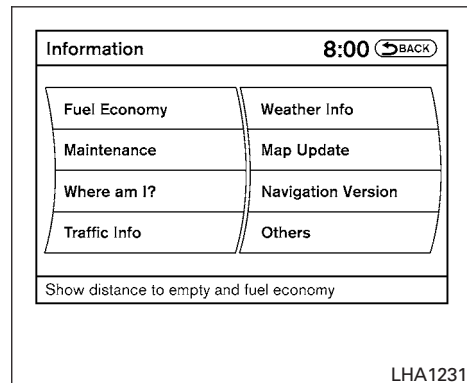 Information 8:00 BACK
Fuel Economy
Maintenance
Where am I?
Traffic Info
Weather Info
Map Update
Navigation Version
Others
Show distance to empty and fuel economy
LHA1231